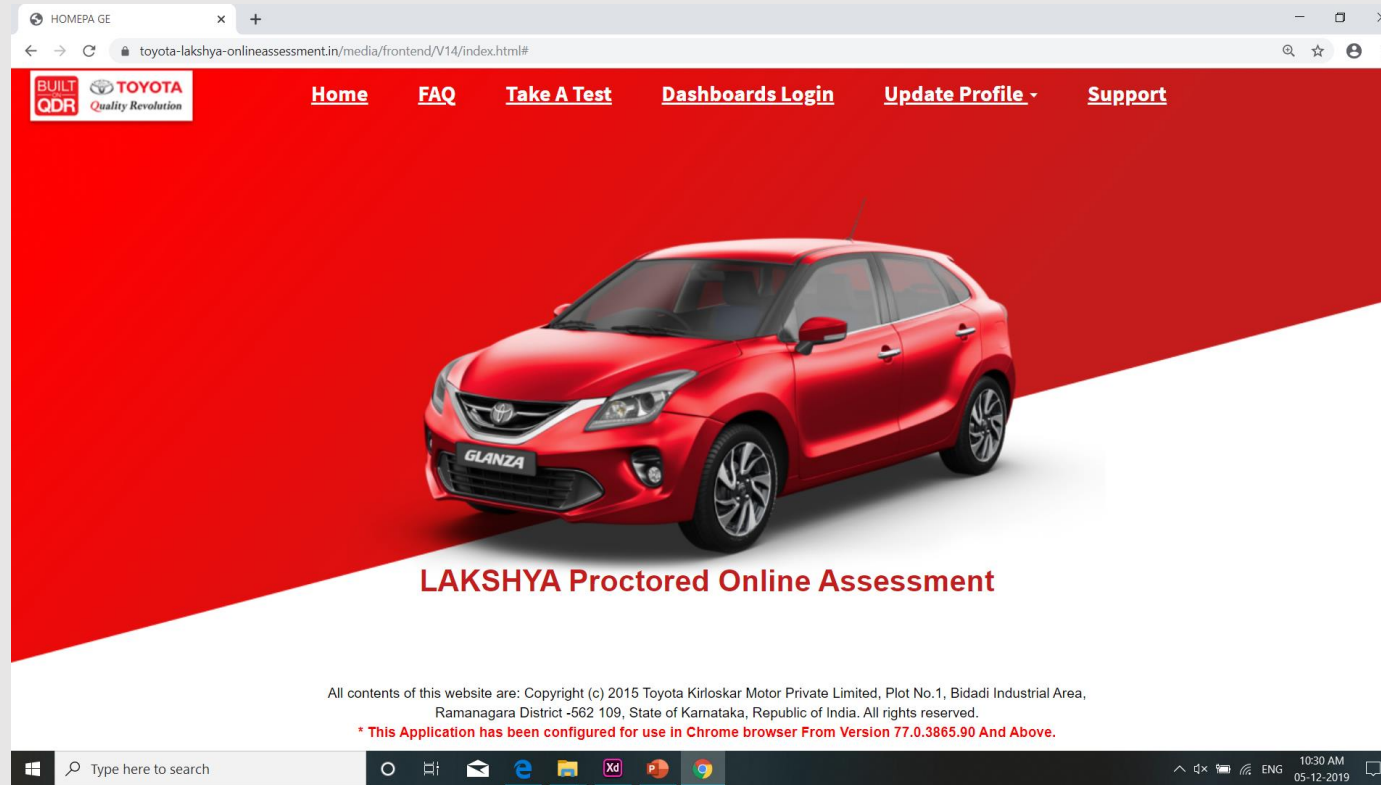 HOMEPA GE
toyota-lakshya-onlineassessment.in/media/frontend/V14/index.html#
BUILT ON QDR
TOYOTA
Quality Revolution
Home FAQ Take A Test Dashboards Login Update Profile Support
GLANZA
LAKSHYA Proctored Online Assessment
All contents of this website are: Copyright (c) 2015 Toyota Kirloskar Motor Private Limited, Plot No.1, Bidadi Industrial Area,
Ramanagara District -562 109, State of Karnataka, Republic of India. All rights reserved.
* This Application has been configured for use in Chrome browser From Version 77.0.3865.90 And Above.
Type here to search
Xd
ENG
10:30 AM
05-12-2019